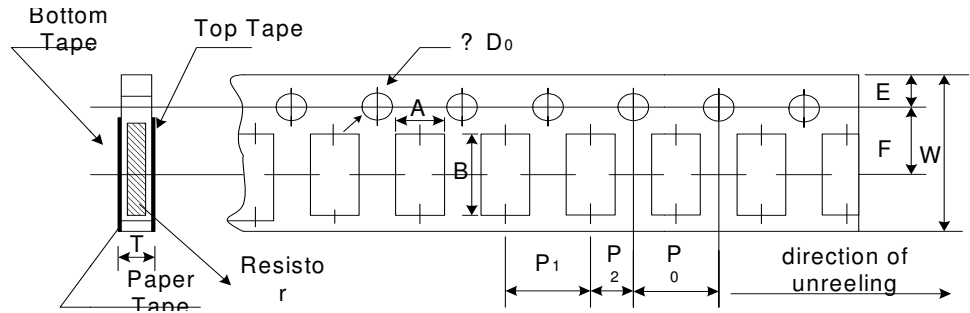 Bottom
Tape
Top Tape
? D0
A
E
F
W
B
T
Resisto
r
Paper
Tape
P1
P
2
P
0
direction of
unreeling